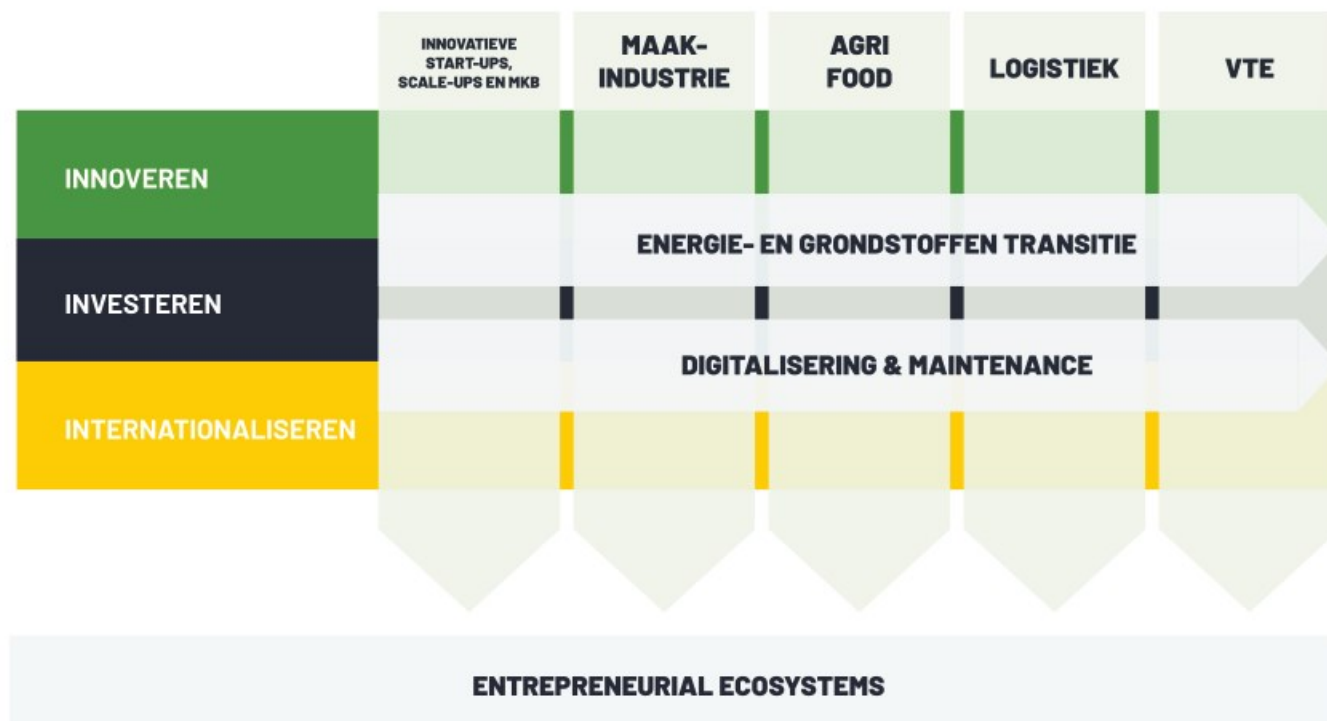 INNOVATIEVE
START-UPS,
SCALE-UPS EN MKB
MAAK-
INDUSTRIE
AGRI
FOOD
LOGISTIEK
VTE
INNOVEREN
ENERGIE- EN GRONDSTOFFEN TRANSITIE
INVESTEREN
DIGITALISERING & MAINTENANCE
INTERNATIONALISEREN
ENTREPRENEURIAL ECOSYSTEMS